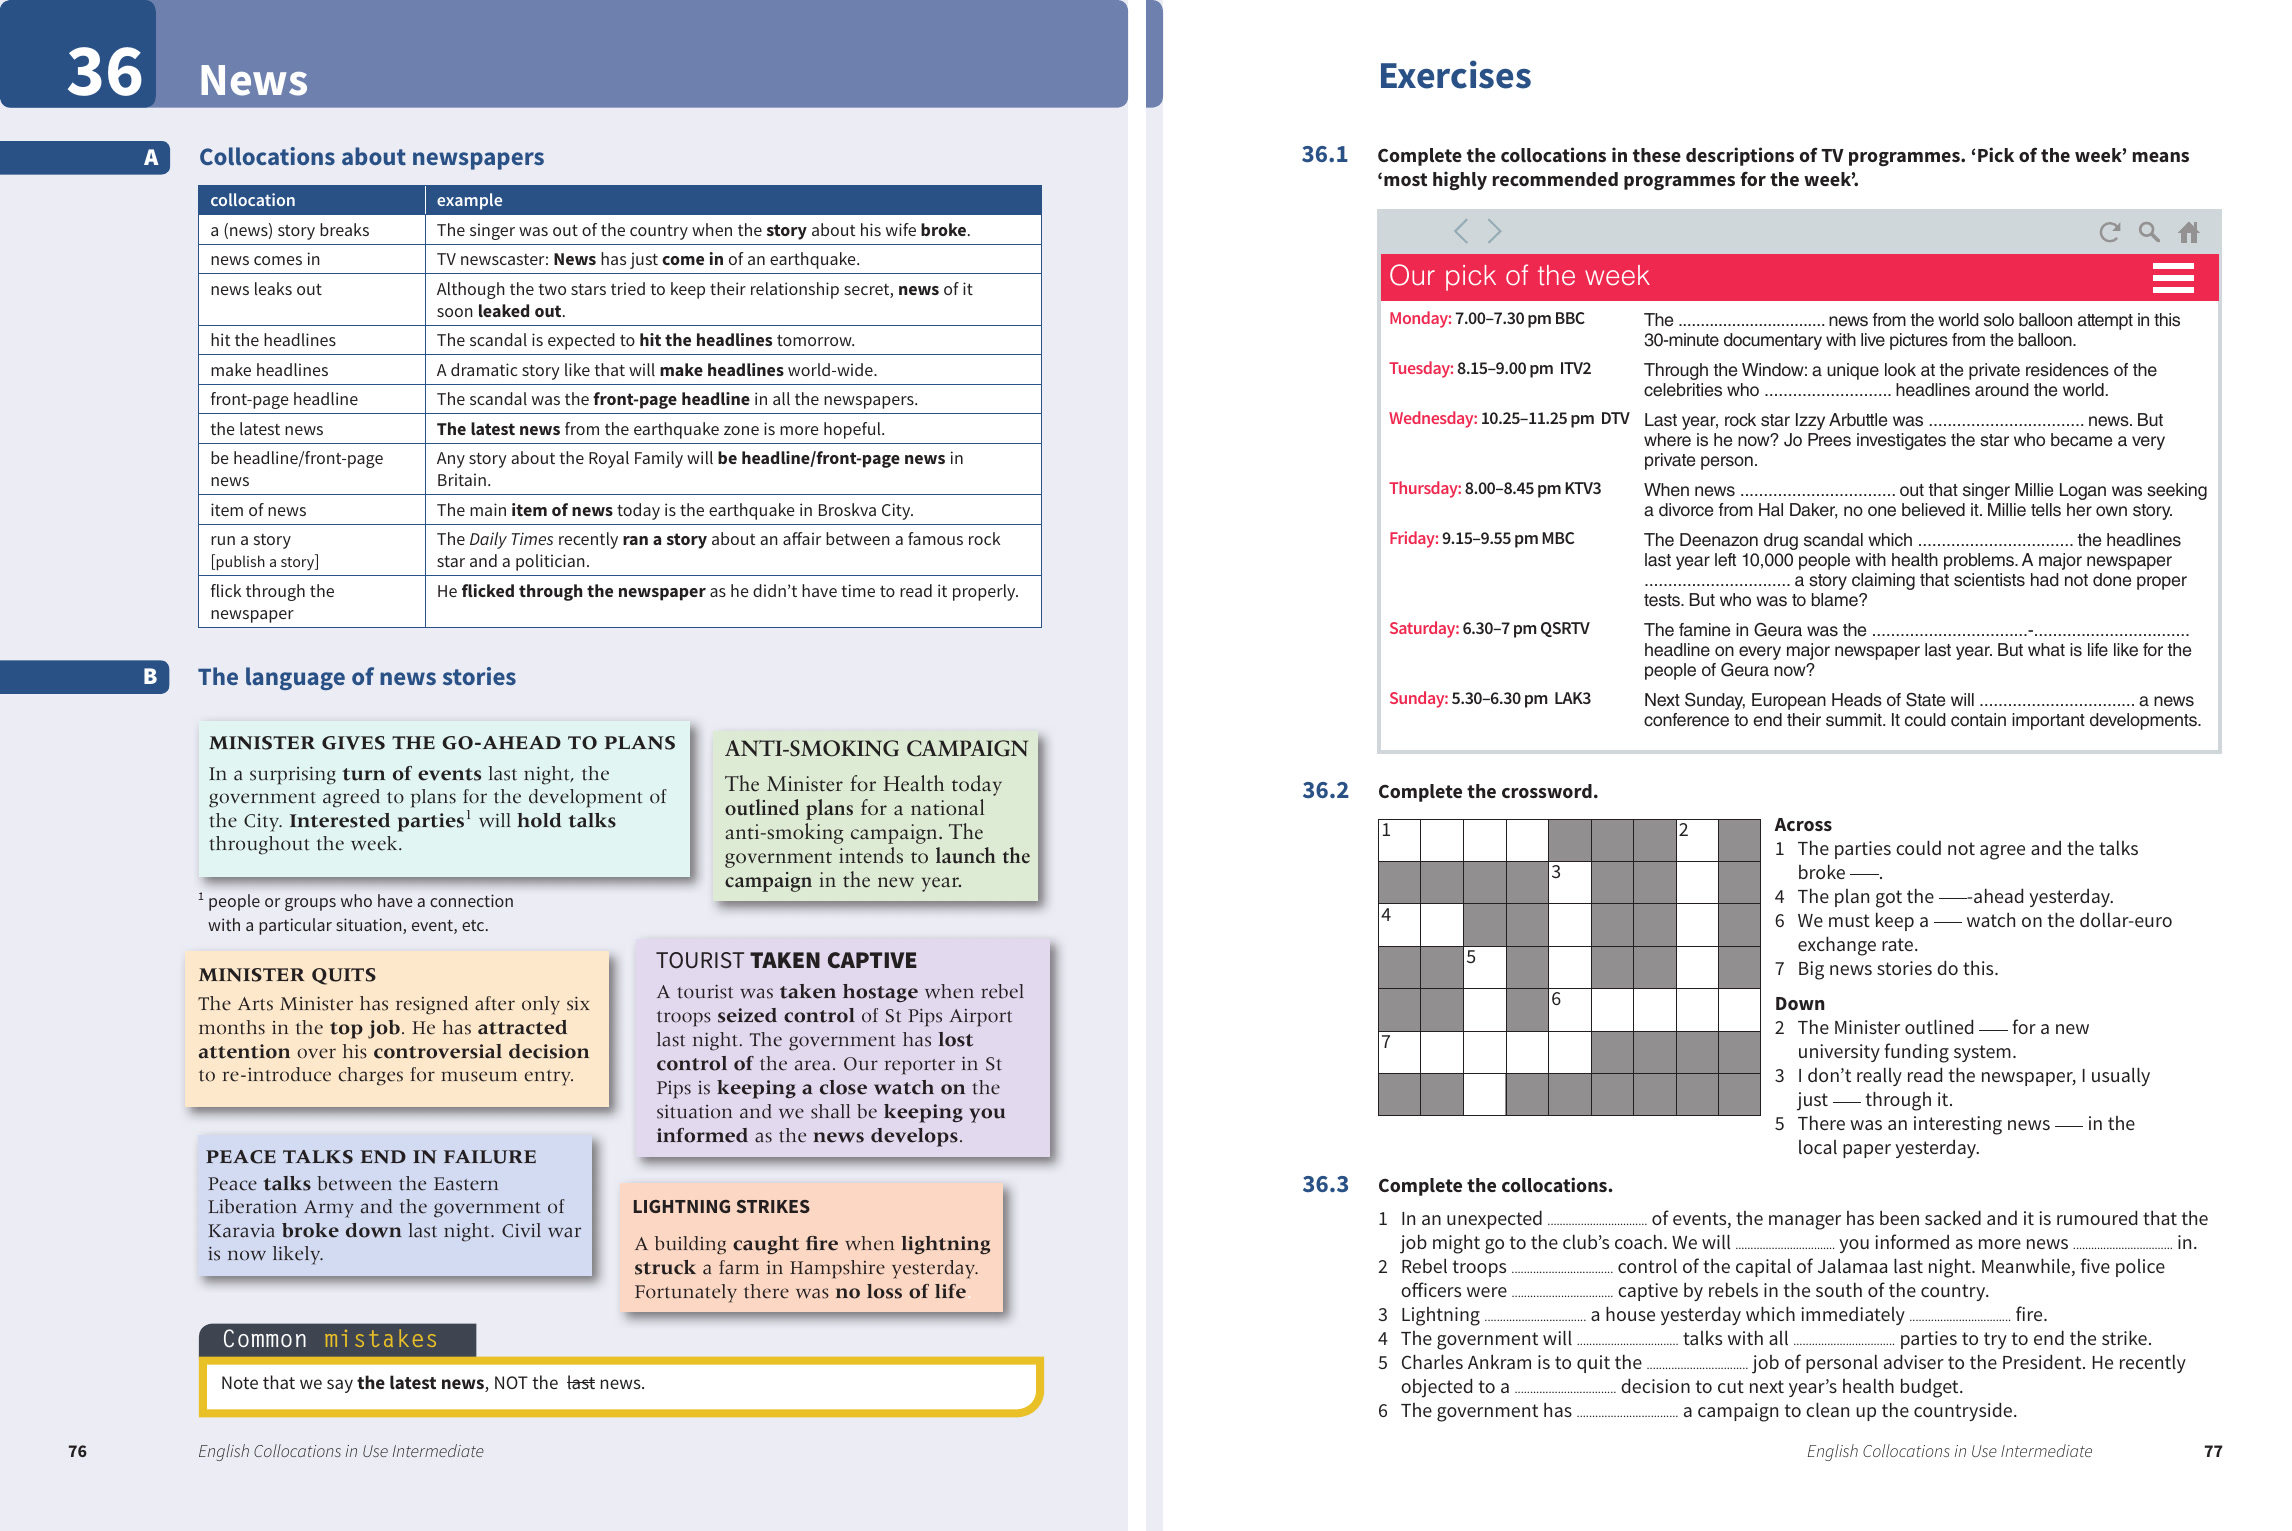 36
News
A
Collocations about newspapers
collocation example
a (news) story breaks The singer was out of the country when the story about his wife broke.
news comes in TV newscaster: News has just come in of an earthquake.
news leaks out Although the two stars tried to keep their relationship secret, news of it
soon leaked out.
hit the headlines The scandal is expected to hit the headlines tomorrow.
make headlines A dramatic story like that will make headlines world-wide.
front-page headline The scandal was the front-page headline in all the newspapers.
the latest news The latest news from the earthquake zone is more hopeful.
be headline/front-page Any story about the Royal Family will be headline/front-page news in
news Britain.
item of news The main item of news today is the earthquake in Broskva City.
run a story The Daily Times recently ran a story about an affair between a famous rock
[publish a story] star and a politician.
flick through the He flicked through the newspaper as he didn't have time to read it properly.
newspaper
B
The language of news stories
MINISTER GIVES THE GO-AHEAD TO PLANS
In a surprising turn of events last night, the
government agreed to plans for the development of
the City. Interested parties1 will hold talks
throughout the week.
1 people or groups who have a connection
with a particular situation, event, etc.
ANTI-SMOKING CAMPAIGN
The Minister for Health today
outlined plans for a national
anti-smoking campaign. The
government intends to launch the
campaign in the new year.
MINISTER QUITS
The Arts Minister has resigned after only six
months in the top job. He has attracted
attention over his controversial decision
to re-introduce charges for museum entry.
TOURIST TAKEN CAPTIVE
A tourist was taken hostage when rebel
troops seized control of St Pips Airport
last night. The government has lost
control of the area. Our reporter in St
Pips is keeping a close watch on the
situation and we shall be keeping you
informed as the news develops.
PEACE TALKS END IN FAILURE
Peace talks between the Eastern
Liberation Army and the government of
Karavia broke down last night. Civil war
is now likely.
LIGHTNING STRIKES
A building caught fire when lightning
struck a farm in Hampshire yesterday.
Fortunately there was no loss of life
Common mistakes
Note that we say the latest news, NOT the last news.
76
English Collocations in Use Intermediate
Exercises
36.1 Complete the collocations in these descriptions of TV programmes. ‘Pick of the week’ means
‘most highly recommended programmes for the week’.
Our pick of the week
Monday: 7.00–7.30 pm BBC The ............................... news from the world solo balloon attempt in this
30-minute documentary with live pictures from the balloon.
Tuesday: 8.15–9.00 pm ITV2 Through the Window: a unique look at the private residences of the
celebrities who ........................... headlines around the world.
Wednesday: 10.25–11.25 pm DTV Last year, rock star Izzy Arbuttle was ................................. news. But
where is he now? Jo Prees investigates the star who became a very
private person.
Thursday: 8.00–8.45 pm KTV3 When news ................................. out that singer Millie Logan was seeking
a divorce from Hal Daker, no one believed it. Millie tells her own story.
Friday: 9.15–9.55 pm MBC The Deenazon drug scandal which ................................. the headlines
last year left 10,000 people with health problems. A major newspaper
............................... a story claiming that scientists had not done proper
tests. But who was to blame?
Saturday: 6.30–7 pm QSRTV The famine in Geura was the .................................-.................................
headline on every major newspaper last year. But what is life like for the
people of Geura now?
Sunday: 5.30–6.30 pm LAK3 Next Sunday, European Heads of State will ................................. a news
conference to end their summit. It could contain important developments.
36.2 Complete the crossword.
1 2
3
4
5
6
7
Across
1 The parties could not agree and the talks
broke ——.
4 The plan got the ——-ahead yesterday.
6 We must keep a —— watch on the dollar-euro
exchange rate.
7 Big news stories do this.
Down
2 The Minister outlined —— for a new
university funding system.
3 I don't really read the newspaper, I usually
just —— through it.
5 There was an interesting news —— in the
local paper yesterday.
36.3 Complete the collocations.
1 In an unexpected ................................. of events, the manager has been sacked and it is rumoured that the
job might go to the club's coach. We will ................................. you informed as more news ................................. in.
2 Rebel troops ................................. control of the capital of Jalamaa last night. Meanwhile, five police
officers were ................................. captive by rebels in the south of the country.
3 Lightning ................................. a house yesterday which immediately ................................. fire.
4 The government will ................................. talks with all ................................. parties to try to end the strike.
5 Charles Ankram is to quit the ................................. job of personal adviser to the President. He recently
objected to a ................................. decision to cut next year's health budget.
6 The government has ................................. a campaign to clean up the countryside.
English Collocations in Use Intermediate
77